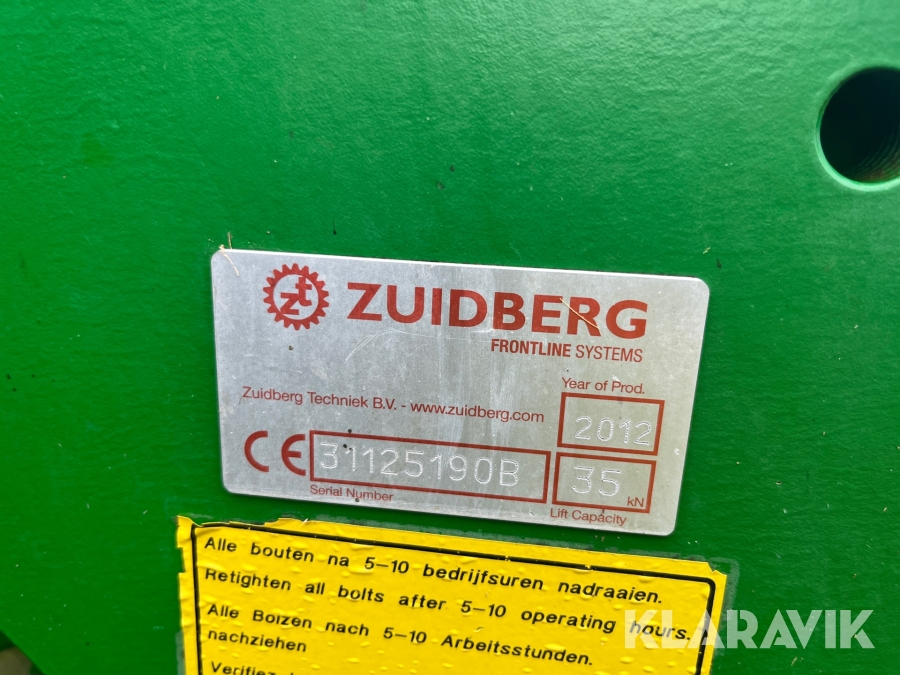 zt ZUIDBERG
FRONTLINE SYSTEMS
Year of Prod.
Zuidberg Techniek B.V. - www.zuidberg.com
2012
CE 31125190B 35 kN
Serial Number
Lift Capacity
Alle bouten na 5-10 bedrijfsuren nadraaien.
Retighten all bolts after 5-10 operating hours.
Alle Bolzen nach 5-10 Arbeitsstunden.
nachziehen
Verifiez
KLARAVIK